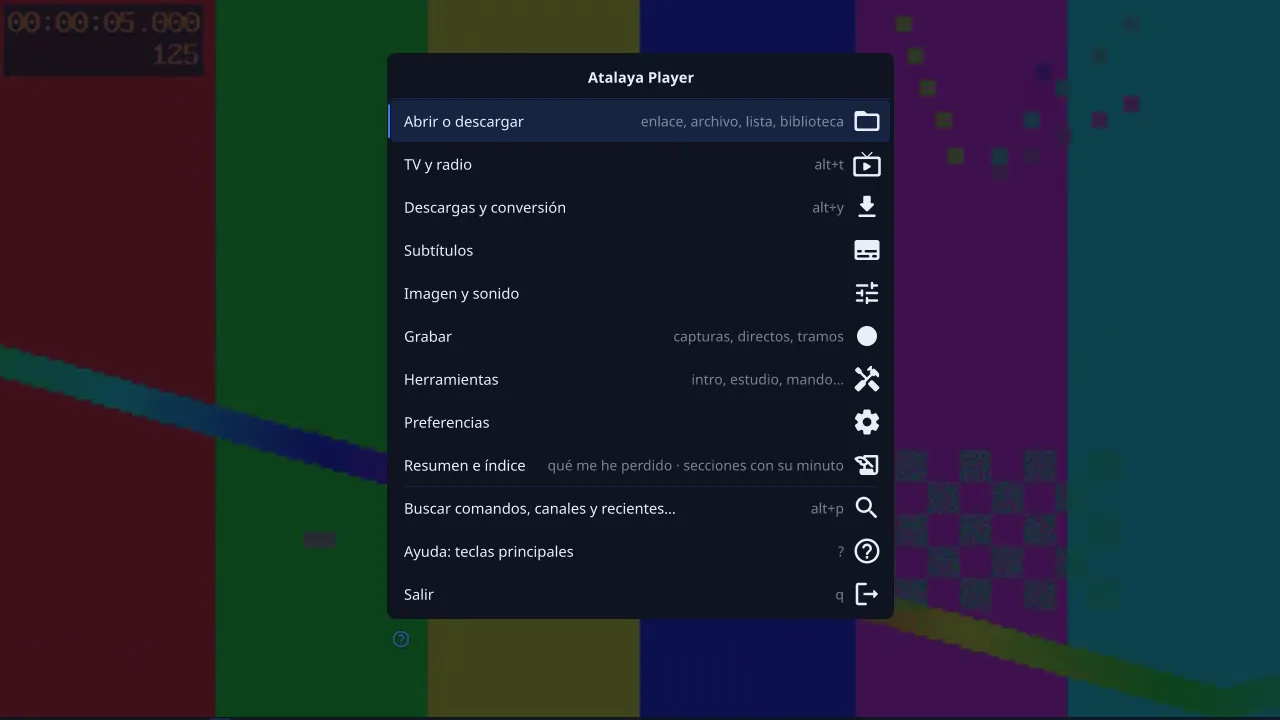 00:00:05.000
125
Atalaya Player
Abrir o descargar enlace, archivo, lista, biblioteca
TV y radio alt+t
Descargas y conversión alt+y
Subtítulos
Imagen y sonido
Grabar capturas, directos, tramos
Herramientas intro, estudio, mando...
Preferencias
Resumen e índice qué me he perdido · secciones con su minuto
Buscar comandos, canales y recientes... alt+p
Ayuda: teclas principales ?
Salir q